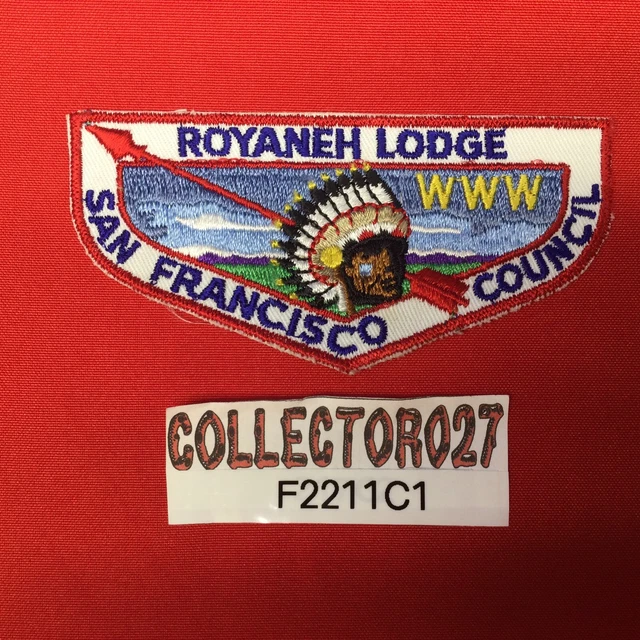 ROYANEH LODGE
WWW
SAN FRANCISCO COUNCIL
COLLECTOR027
F2211C1